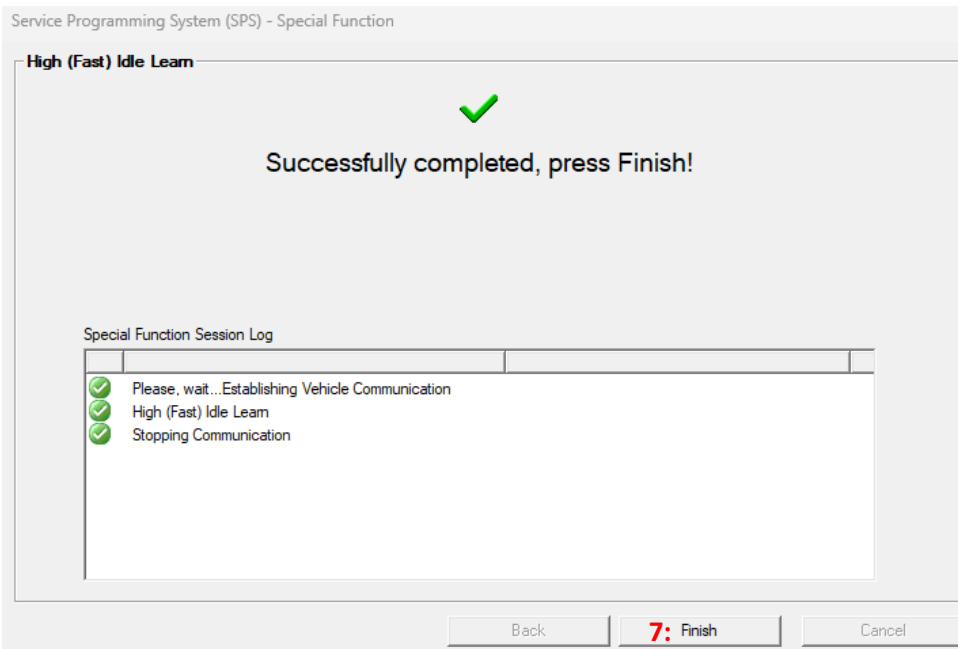 Service Programming System (SPS) - Special Function
High (Fast) Idle Learn
Successfully completed, press Finish!
Special Function Session Log
Please, wait...Establishing Vehicle Communication
High (Fast) Idle Learn
Stopping Communication
Back 7: Finish Cancel